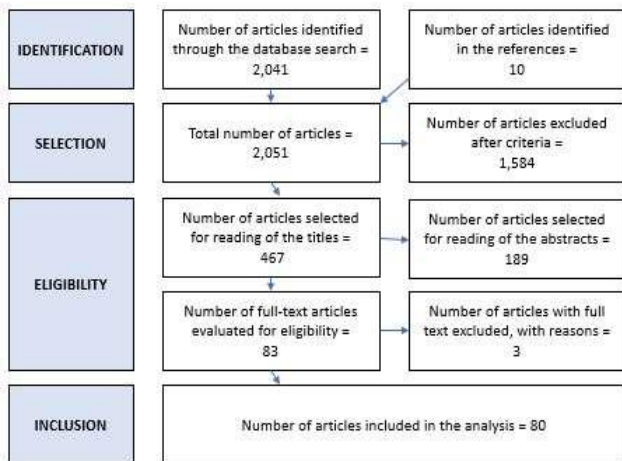 IDENTIFICATION
Number of articles identified
through the database search =
2,041
Number of articles identified
in the references =
10
SELECTION
Total number of articles =
2,051
Number of articles excluded
after criteria =
1,584
ELIGIBILITY
Number of articles selected
for reading of the titles =
467
Number of articles selected
for reading of the abstracts =
189
Number of full-text articles
evaluated for eligibility =
83
Number of articles with full
text excluded, with reasons =
3
INCLUSION
Number of articles included in the analysis = 80